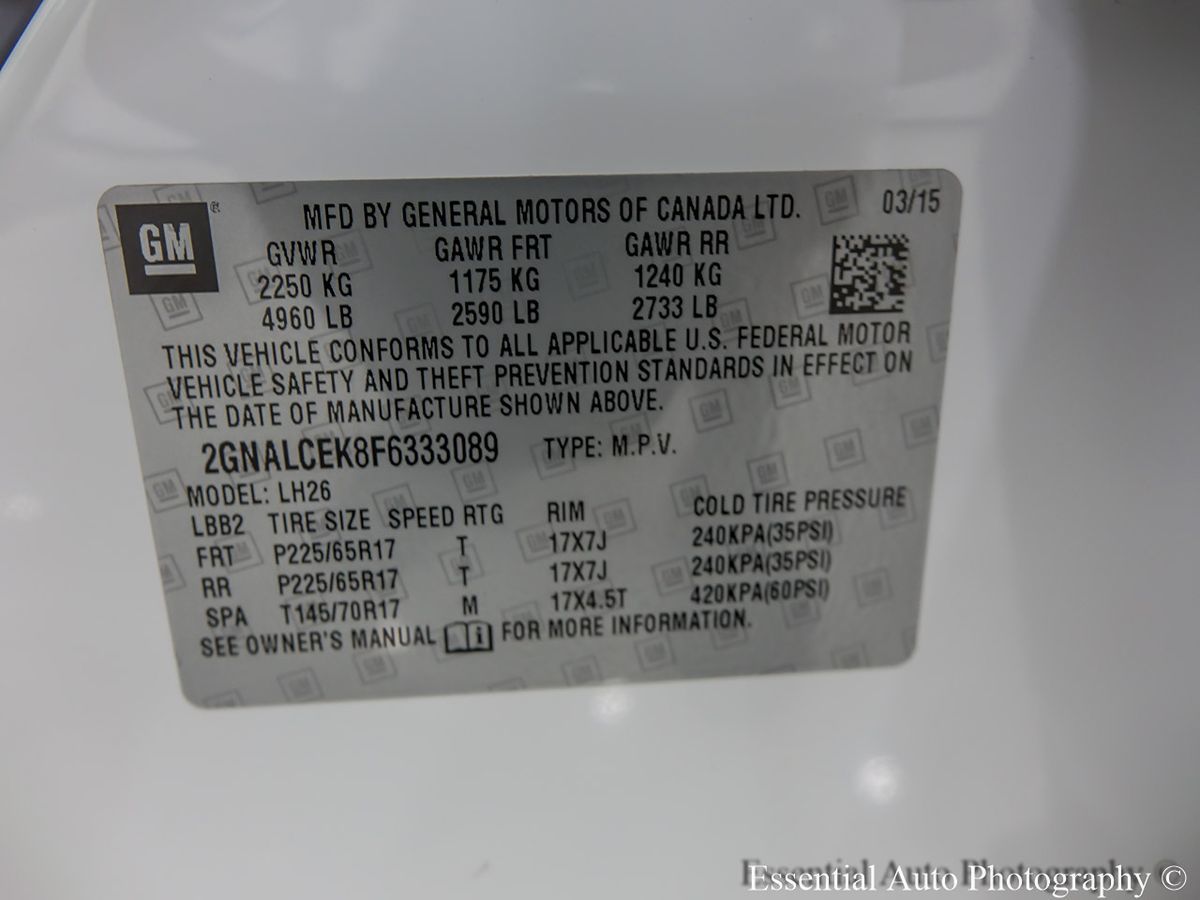 GM ® MFD BY GENERAL MOTORS OF CANADA LTD. 03/15
GVWR GAWR FRT GAWR RR
2250 KG 1175 KG 1240 KG
4960 LB 2590 LB 2733 LB
THIS VEHICLE CONFORMS TO ALL APPLICABLE U.S. FEDERAL MOTOR
VEHICLE SAFETY AND THEFT PREVENTION STANDARDS IN EFFECT ON
THE DATE OF MANUFACTURE SHOWN ABOVE.
2GNALCEK8F6333089 TYPE: M.P.V.
MODEL: LH26
LBB2 TIRE SIZE SPEED RTG RIM COLD TIRE PRESSURE
FRT P225/65R17 T 17X7J 240KPA(35PSI)
RR P225/65R17 T 17X7J 240KPA(35PSI)
SPA T145/70R17 M 17X4.5T 420KPA(60PSI)
SEE OWNER'S MANUAL FOR MORE INFORMATION.
Essential Auto Photography ©